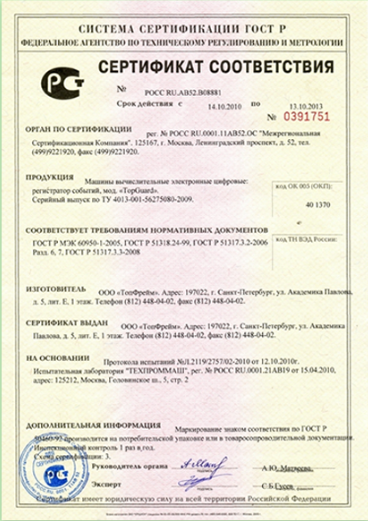 СИСТЕМА СЕРТИФИКАЦИИ ГОСТ Р
ФЕДЕРАЛЬНОЕ АГЕНТСТВО ПО ТЕХНИЧЕСКОМУ РЕГУЛИРОВАНИЮ И МЕТРОЛОГИИ
СЕРТИФИКАТ СООТВЕТСТВИЯ
№ РОСС RU.АВ52.В08881
Срок действия с 14.10.2010 по 13.10.2013
№ 0391751
ОРГАН ПО СЕРТИФИКАЦИИ рег. № РОСС RU.0001.11АВ52.ОС "Межрегиональная
Сертификационная Компания". 125167, г. Москва, Ленинградский проспект, д. 52, тел.
(499)9221920, факс (499)9221920.
ПРОДУКЦИЯ Машины вычислительные электронные цифровые:
регистратор событий, мод. «TopGuard».
Серийный выпуск по ТУ 4013-001-56275080-2009.
код ОК 005 (ОКП):
40 1370
СООТВЕТСТВУЕТ ТРЕБОВАНИЯМ НОРМАТИВНЫХ ДОКУМЕНТОВ
ГОСТ Р МЭК 60950-1-2005, ГОСТ Р 51318.24-99, ГОСТ Р 51317.3.2-2006
Разд. 6, 7, ГОСТ Р 51317.3.3-2008
код ТН ВЭД России:
ИЗГОТОВИТЕЛЬ ООО «ТопФрейм». Адрес: 197022, г. Санкт-Петербург, ул. Академика Павлова,
д. 5, лит. Е, 1 этаж. Телефон (812) 448-04-02, факс (812) 448-04-02.
СЕРТИФИКАТ ВЫДАН ООО «ТопФрейм». Адрес: 197022, г. Санкт-Петербург, ул. Академика
Павлова, д. 5, лит. Е, 1 этаж. Телефон (812) 448-04-02, факс (812) 448-04-02.
НА ОСНОВАНИИ Протокола испытаний №Л.2119/2757/02-2010 от 12.10.2010г.
Испытательная лаборатория "ТЕХПРОММАШ", рег. № РОСС RU.0001.21АВ19 от 15.04.2010,
адрес: 125212, Москва, Головинское ш., 5, стр. 2
ДОПОЛНИТЕЛЬНАЯ ИНФОРМАЦИЯ Маркирование знаком соответствия по ГОСТ Р
50460-95 производится на потребительской упаковке или в товаросопроводительной документации.
Инспекционный контроль 1 раз в год.
Схема сертификации: 3.
Руководитель органа А.Ю.
Эксперт С.Б.
Сертификат имеет юридическую силу на всей территории Российской Федерации